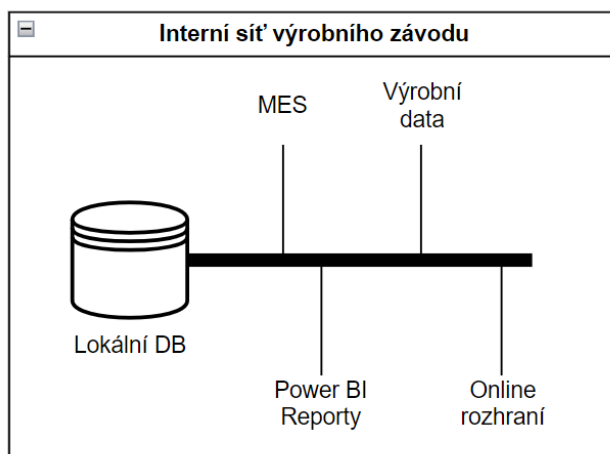 Interní síť výrobního závodu
MES
Výrobní
data
Lokální DB
Power BI
Reporty
Online
rozhraní